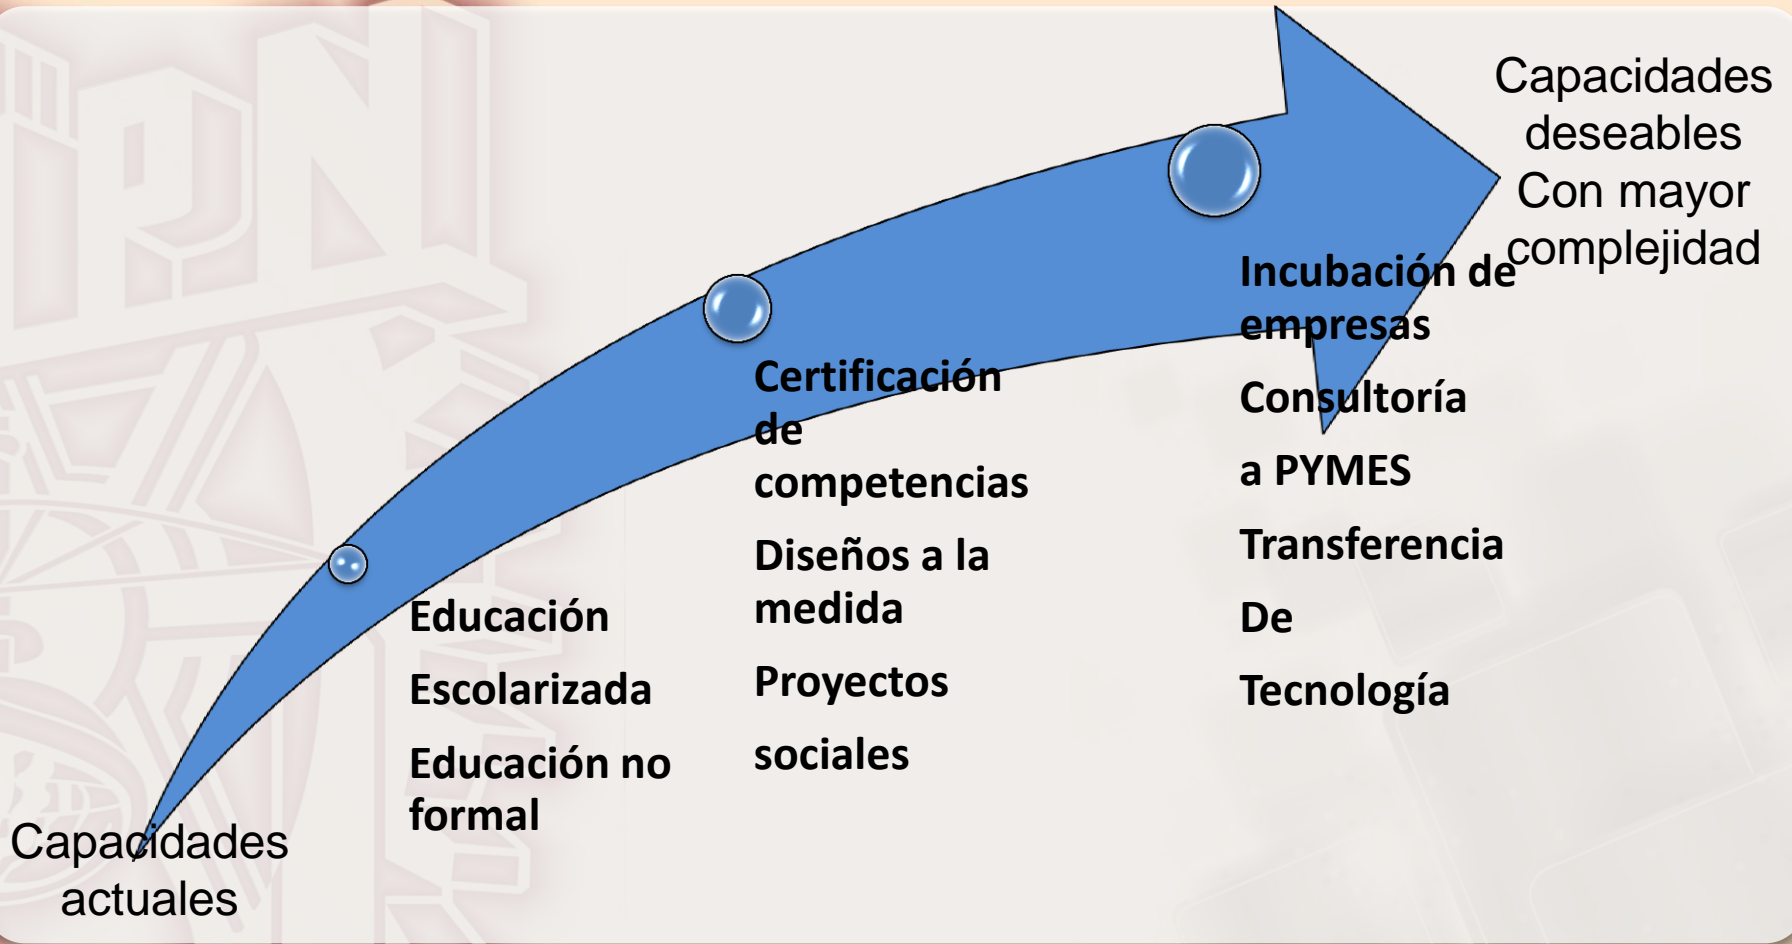 Capacidades
deseables
Con mayor
complejidad
Incubación de
empresas
Consultoría
a PYMES
Transferencia
De
Tecnología
Certificación
de
competencias
Diseños a la
medida
Proyectos
sociales
Educación
Escolarizada
Educación no
formal
Capacidades
actuales
IPN